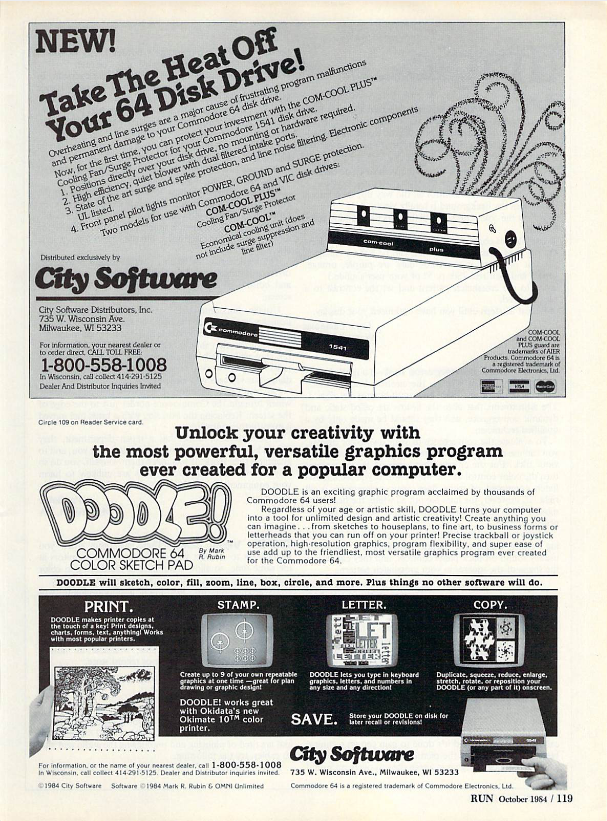 NEW!
Take The Heat Off
Your 64 Disk Drive!
Overheating and line surges are a major cause of frustrating program malfunctions
and permanent damage to your Commodore 64 disk drive.
Now, for the first time, you can protect your investment with the COM-COOL PLUS™
Cooling Fan/Surge Protector for your Commodore 1541 disk drive.
1. Positions directly over your disk drive, no mounting or hardware required.
2. High efficiency, quiet blower with dual filtered intake ports.
3. State of the art surge and spike protection, and line noise filtering. Electronic components
UL listed.
4. Front panel pilot lights monitor POWER, GROUND and SURGE protection.
Two models for use with Commodore 64 and VIC disk drives:
COM-COOL PLUS™
Cooling Fan/Surge Protector
COM-COOL™
Economical cooling unit (does
not include surge suppression and
line filter)
com-cool plus
commodore
1541
Distributed exclusively by
City Software
City Software Distributors, Inc.
735 W. Wisconsin Ave.
Milwaukee, WI 53233
For information, your nearest dealer or
to order direct, CALL TOLL FREE:
1-800-558-1008
In Wisconsin, call collect 414-291-5125
Dealer And Distributor Inquiries Invited
COM-COOL
and COM-COOL
PLUS guard are
trademarks of AIER
Products. Commodore 64 is
a registered trademark of
Commodore Electronics, Ltd.
VISA
Circle 109 on Reader Service card.
Unlock your creativity with
the most powerful, versatile graphics program
ever created for a popular computer.
DOODLE!™
COMMODORE 64
COLOR SKETCH PAD
By Mark
R. Rubin
DOODLE is an exciting graphic program acclaimed by thousands of
Commodore 64 users!
Regardless of your age or artistic skill, DOODLE turns your computer
into a tool for unlimited design and artistic creativity! Create anything you
can imagine . . . from sketches to houseplans, to fine art, to business forms or
letterheads that you can run off on your printer! Precise trackball or joystick
operation, high-resolution graphics, program flexibility, and super ease of
use add up to the friendliest, most versatile graphics program ever created
for the Commodore 64.
DOODLE will sketch, color, fill, zoom, line, box, circle, and more. Plus things no other software will do.
PRINT.
DOODLE makes printer copies at
the touch of a key! Print designs,
charts, forms, text, anything! Works
with most popular printers.
STAMP.
Create up to 9 of your own repeatable
graphics at one time —great for plan
drawing or graphic design!
DOODLE! works great
with Okidata's new
Okimate 10™ color
printer.
LETTER.
LET
DOODLE lets you type in keyboard
graphics, letters, and numbers in
any size and any direction!
COPY.
Duplicate, squeeze, reduce, enlarge,
stretch, rotate, or reposition your
DOODLE (or any part of it) onscreen.
SAVE.
Store your DOODLE on disk for
later recall or revisions!
City Software
735 W. Wisconsin Ave., Milwaukee, WI 53233
For information, or the name of your nearest dealer, call 1-800-558-1008
In Wisconsin, call collect 414-291-5125. Dealer and Distributor inquiries invited.
©1984 City Software Software ©1984 Mark R. Rubin & OMNI Unlimited
Commodore 64 is a registered trademark of Commodore Electronics, Ltd.
RUN October 1984 / 119